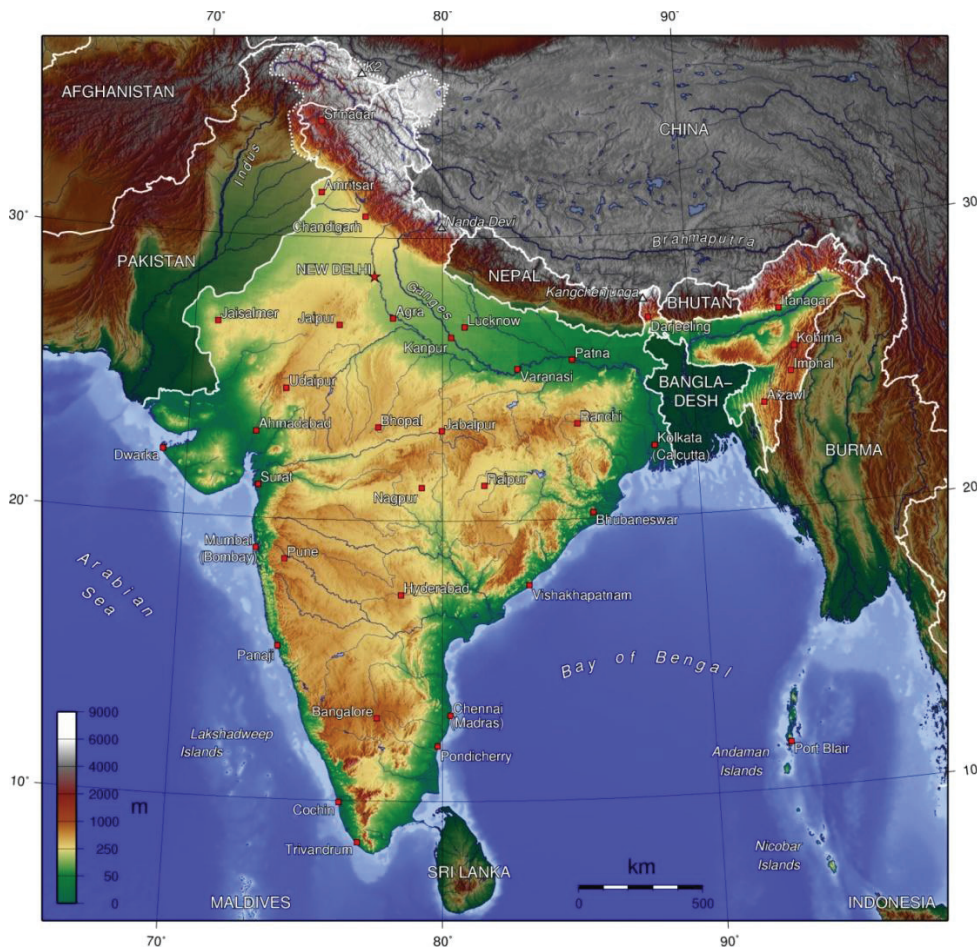 70°
80°
90°
AFGHANISTAN
K2
Srinagar
CHINA
Indus
Amritsar
30°
30°
Chandigarh
Nanda Devi
Brahmaputra
PAKISTAN
NEW DELHI
NEPAL
Kangchenjunga
BHUTAN
Itanagar
Jaisalmer
Jaipur
Agra
Ganges
Lucknow
Darjeeling
Kanpur
Kohima
Patna
Imphal
Varanasi
BANGLA-
DESH
Udaipur
Aizawl
Ahmadabad
Bhopal
Jabalpur
Ranchi
Kolkata
(Calcutta)
BURMA
Dwarka
Surat
Nagpur
Raipur
20°
20°
Bhubaneswar
Mumbai
(Bombay)
Pune
Arabian
Sea
Hyderabad
Vishakhapatnam
Panaji
Bay of Bengal
Bangalore
Chennai
(Madras)
Lakshadweep
Islands
Pondicherry
Andaman
Islands
Port Blair
10°
10°
Cochin
Trivandrum
Nicobar
Islands
SRI LANKA
MALDIVES
INDONESIA
9000
6000
4000
2000
1000
250
50
0
m
km
0
500
70°
80°
90°